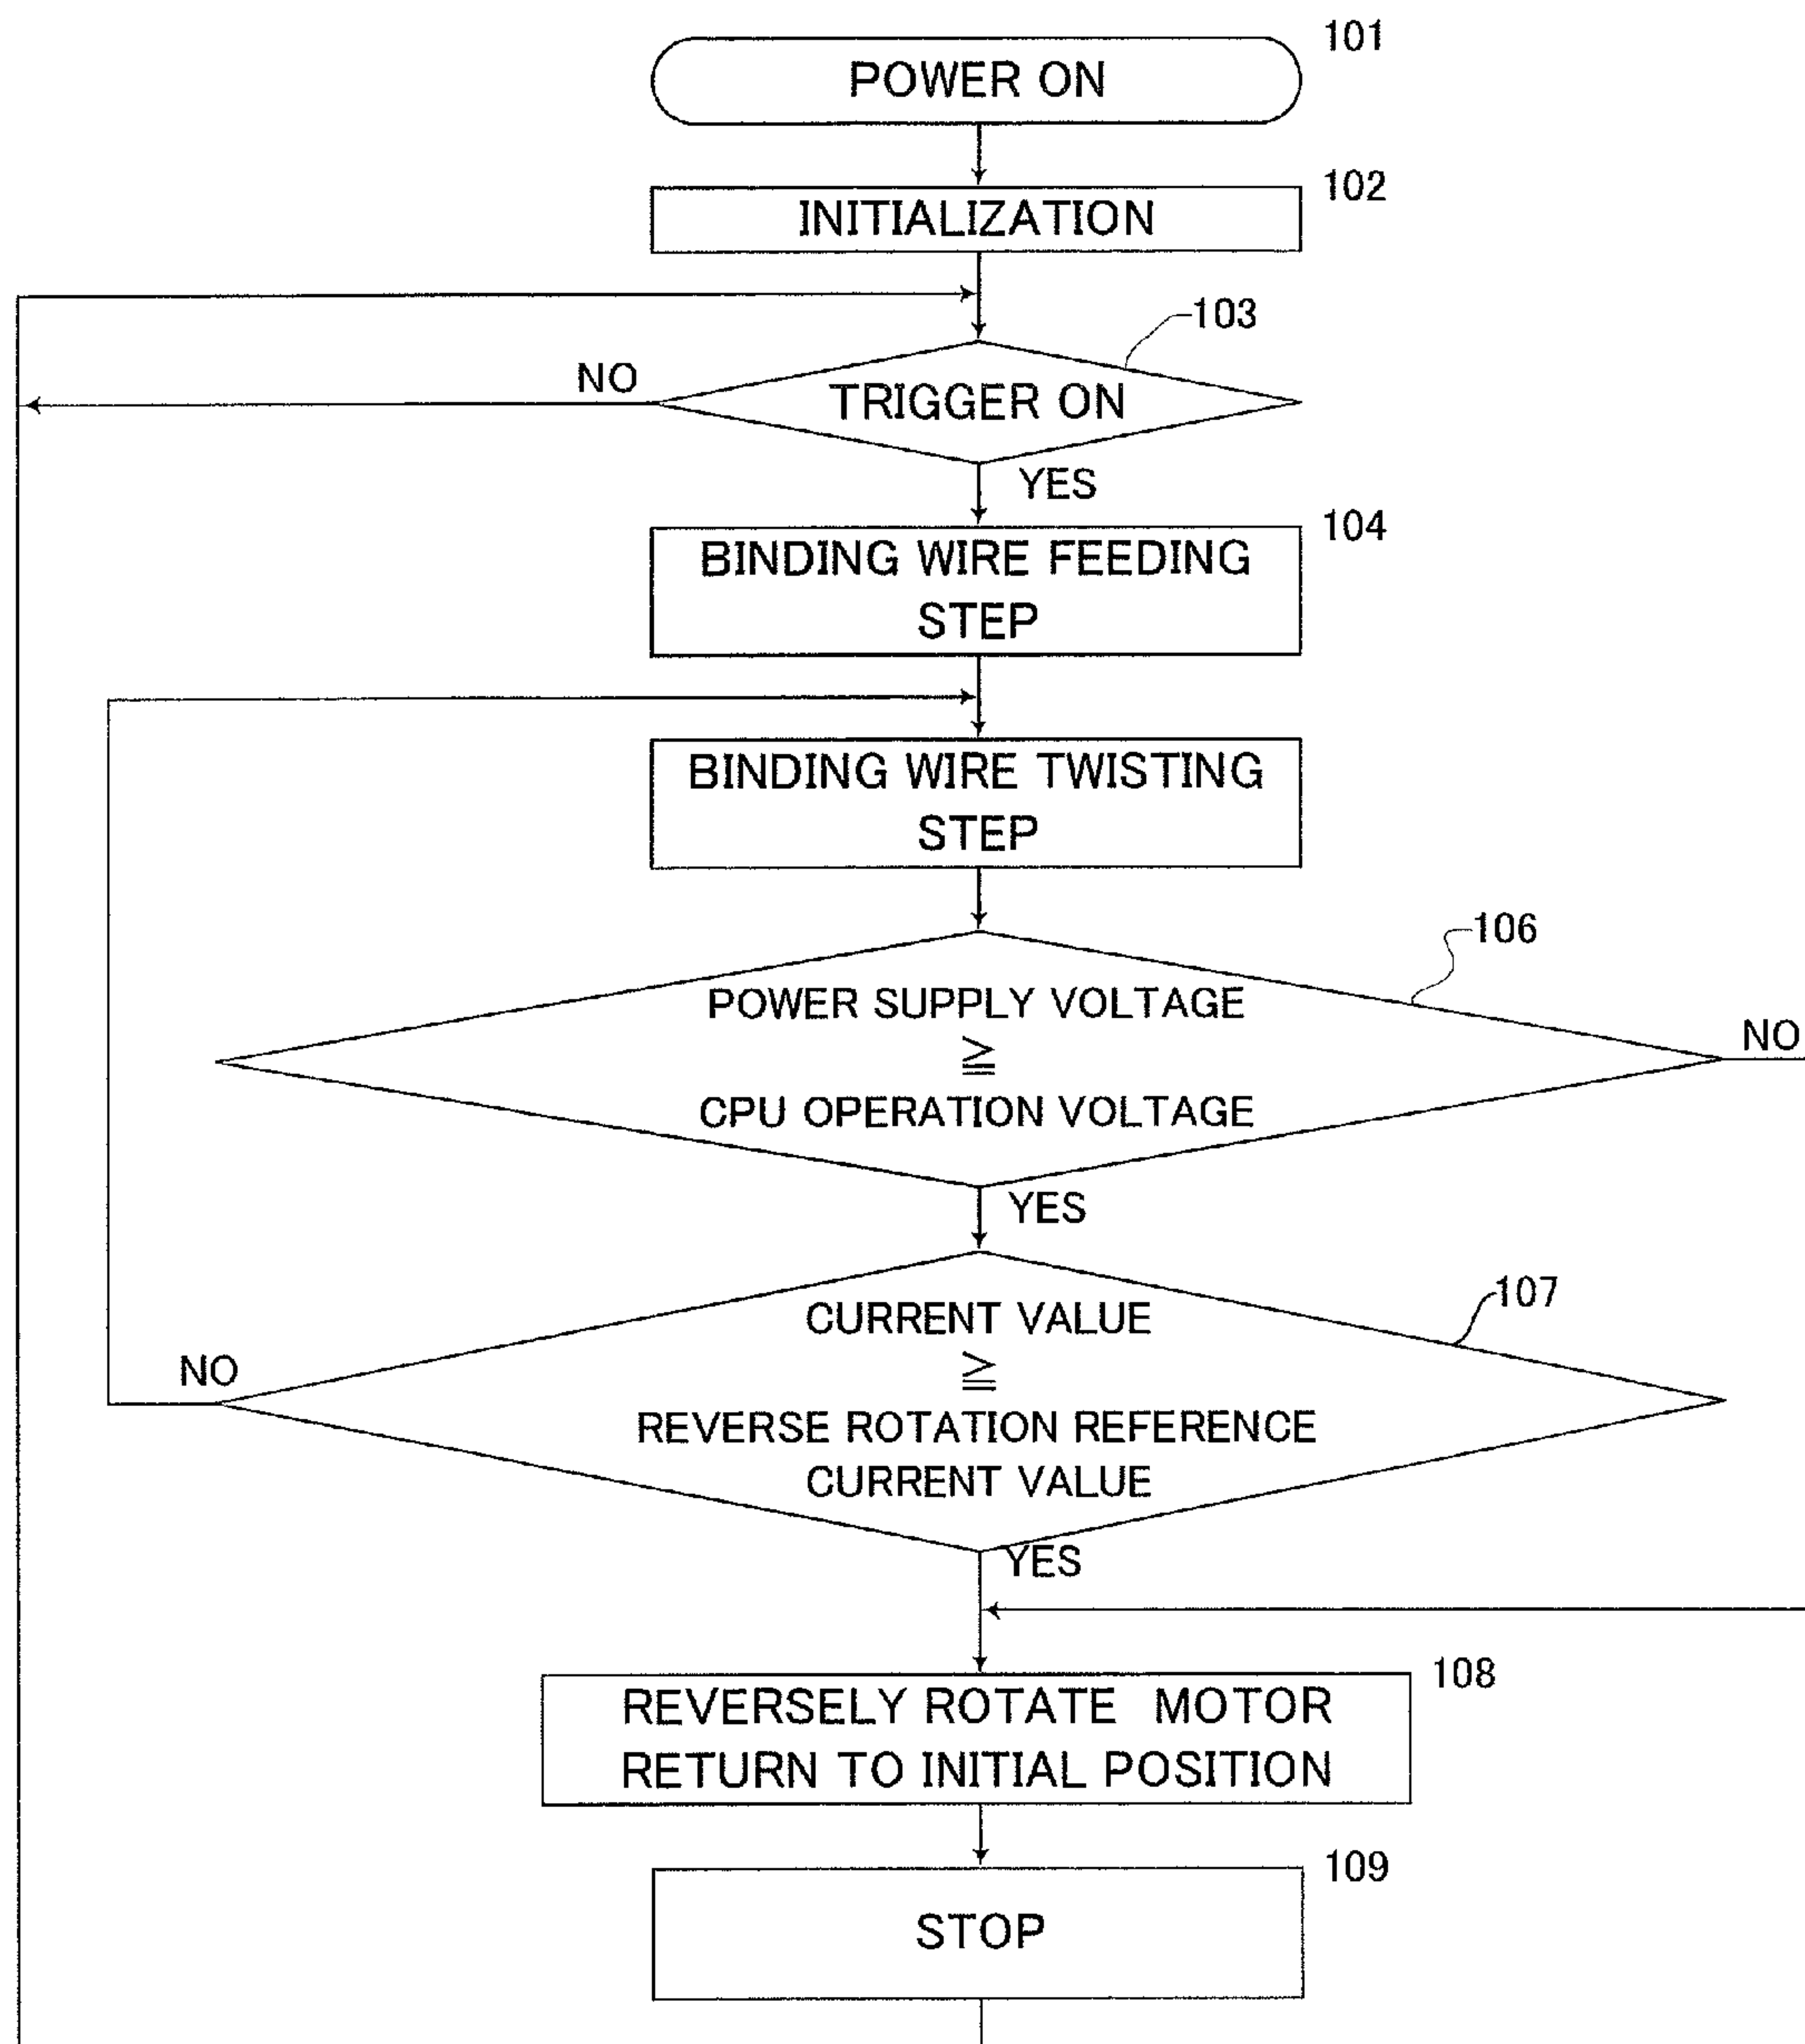 101
POWER ON
102
INITIALIZATION
103
NO
TRIGGER ON
YES
104
BINDING WIRE FEEDING
STEP
BINDING WIRE TWISTING
STEP
106
POWER SUPPLY VOLTAGE
NO
≧
CPU OPERATION VOLTAGE
YES
107
CURRENT VALUE
≧
NO
REVERSE ROTATION REFERENCE
CURRENT VALUE
YES
108
REVERSELY ROTATE MOTOR
RETURN TO INITIAL POSITION
109
STOP